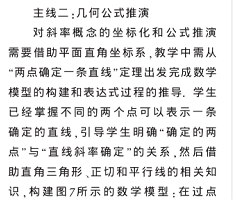 主线二:几何公式推演
对斜率概念的坐标化和公式推演
需要借助平面直角坐标系,教学中需从
“两点确定一条直线”定理出发完成数学
模型的构建和表达式过程的推导. 学生
已经掌握不同的两个点可以表示一条
确定的直线,引导学生明确“确定的两
点”与“直线斜率确定”的关系,然后借
助直角三角形、正切和平行线的相关知
识,构建图7所示的数学模型:在过点